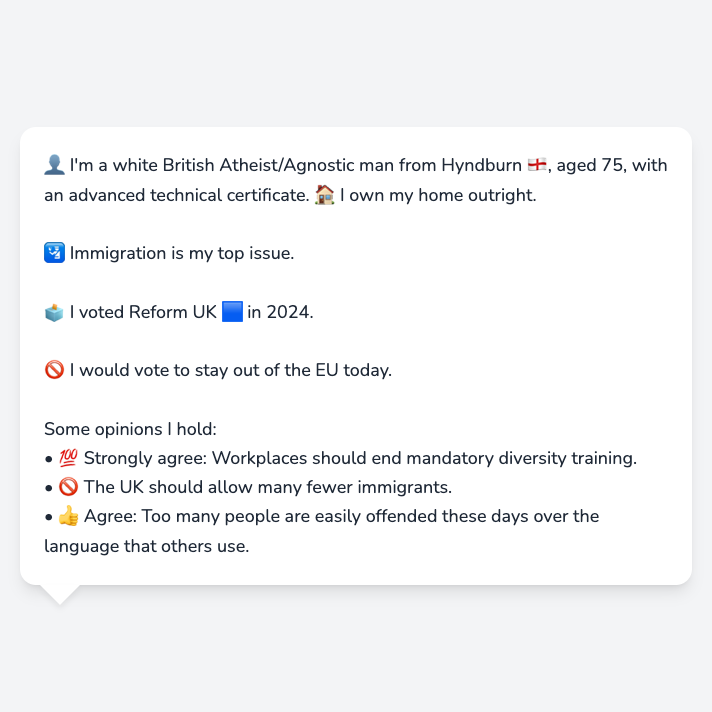 👤 I'm a white British Atheist/Agnostic man from Hyndburn 🏴󠁧󠁢󠁥󠁮󠁧󠁿, aged 75, with
an advanced technical certificate. 🏠 I own my home outright.
🛂 Immigration is my top issue.
🗳️ I voted Reform UK 🟦 in 2024.
🚫 I would vote to stay out of the EU today.
Some opinions I hold:
• 💯 Strongly agree: Workplaces should end mandatory diversity training.
• 🚫 The UK should allow many fewer immigrants.
• 👍 Agree: Too many people are easily offended these days over the
language that others use.